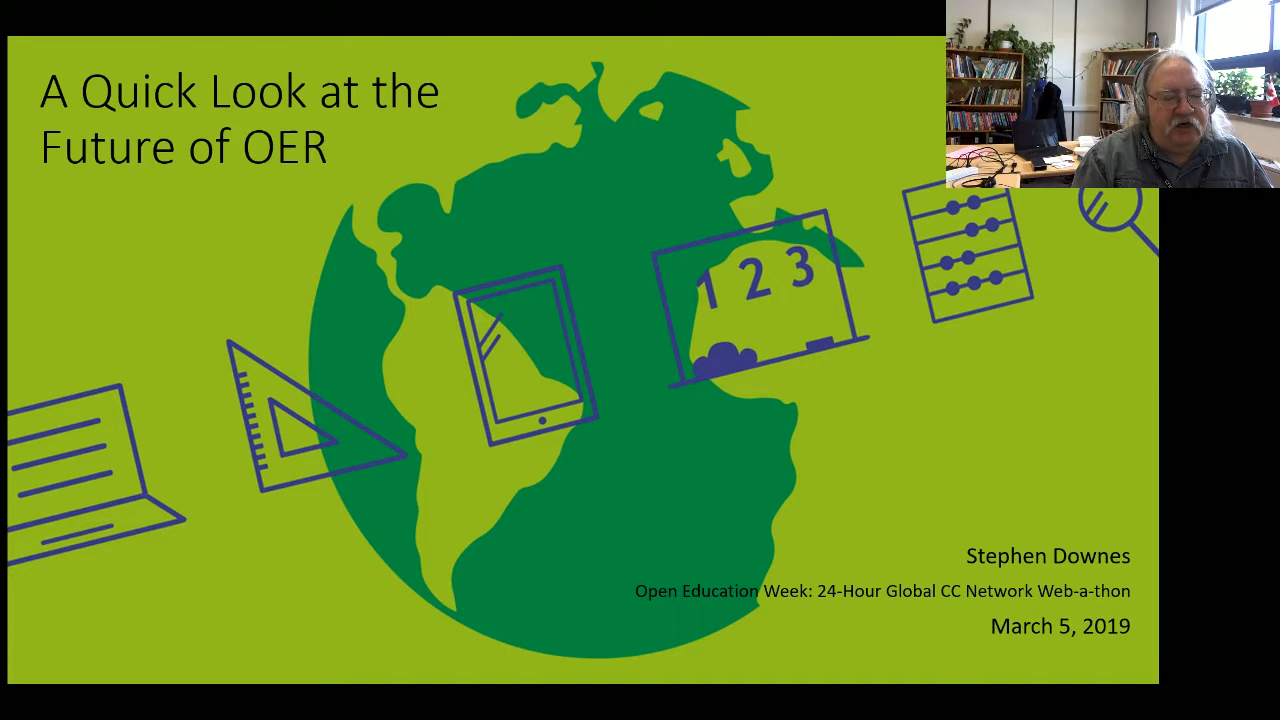 A Quick Look at the
Future of OER
1 2 3
Stephen Downes
Open Education Week: 24-Hour Global CC Network Web-a-thon
March 5, 2019